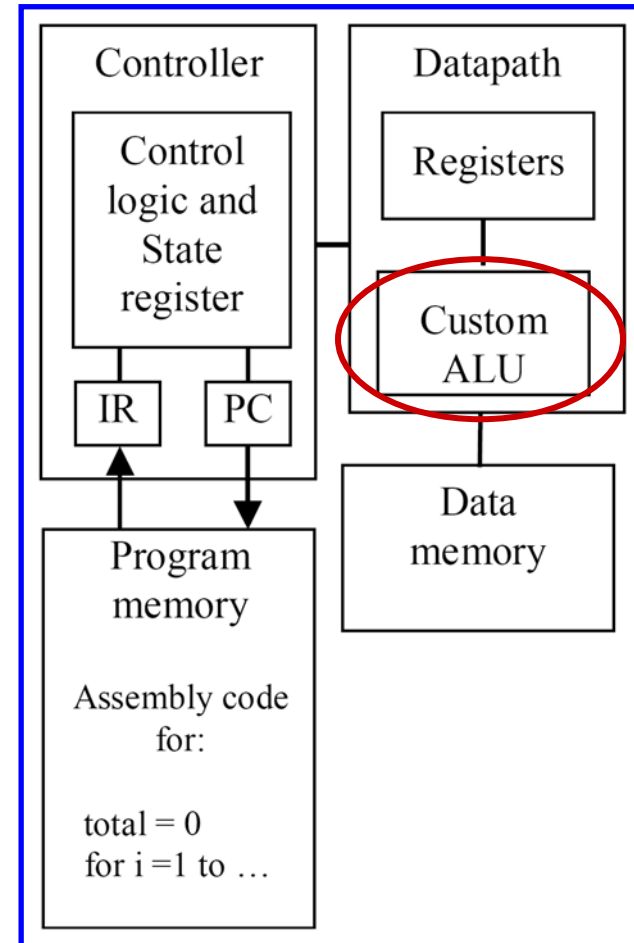 Controller
Control
logic and
State
register
IR
PC
Program
memory
Assembly code
for:
total = 0
for i =1 to …
Datapath
Registers
Custom
ALU
Data
memory